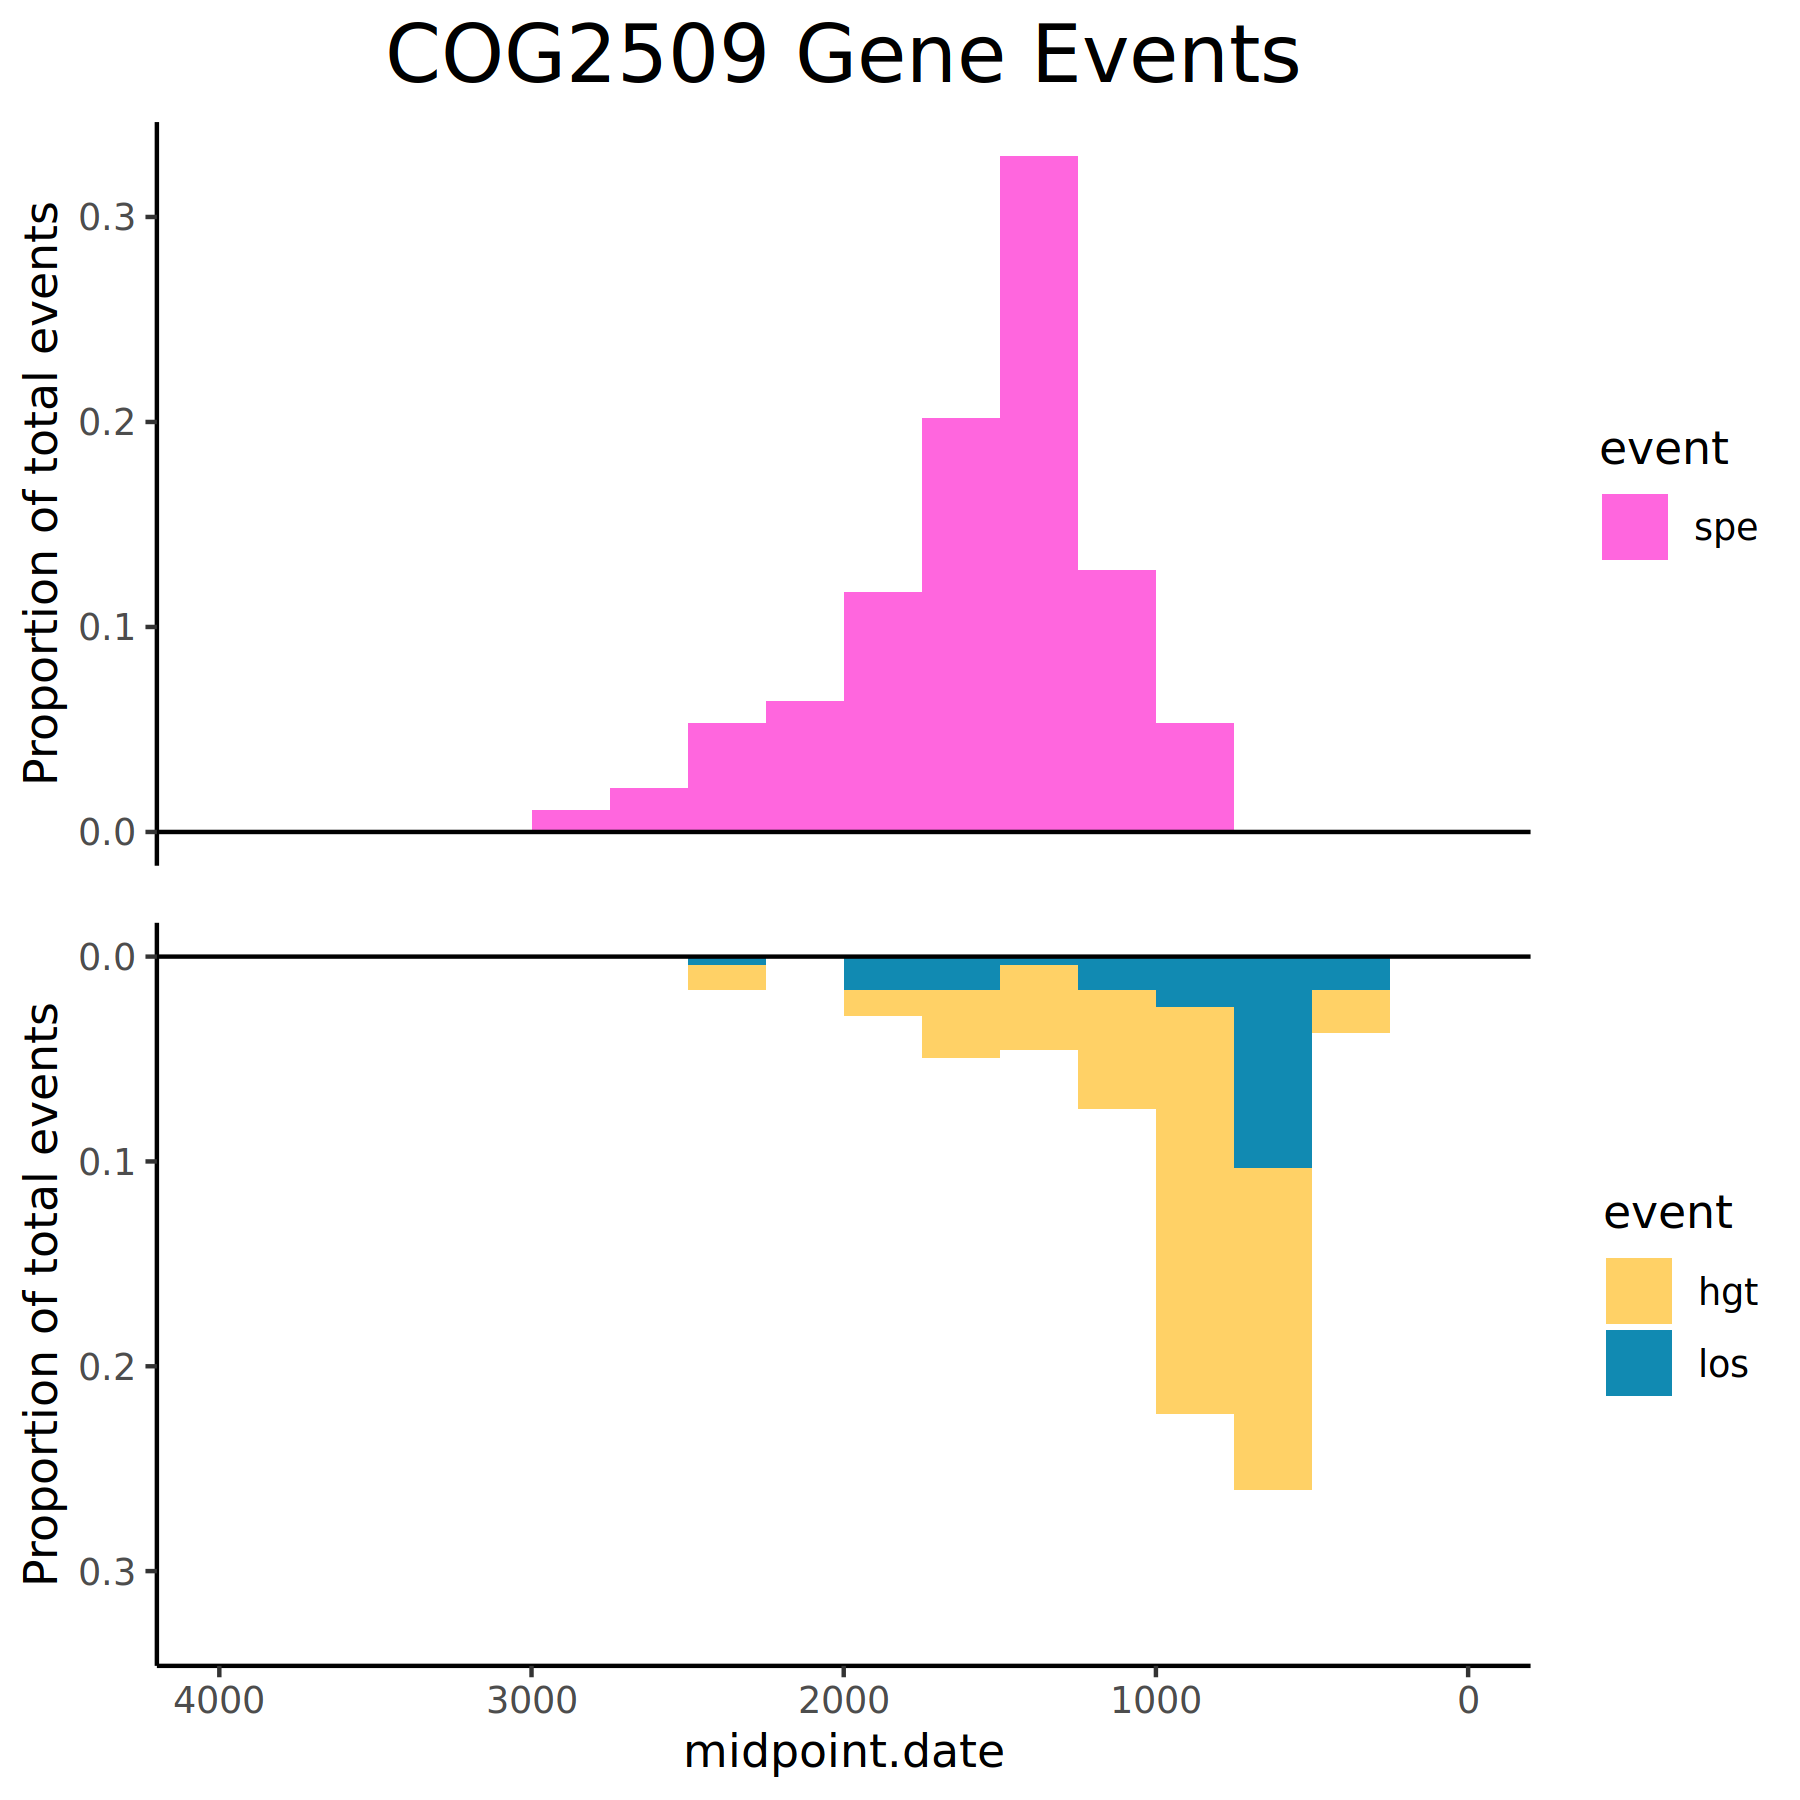 COG2509 Gene Events
Proportion of total events
0.3
0.2
0.1
0.0
event
spe
Proportion of total events
0.0
0.1
0.2
0.3
event
hgt
los
4000 3000 2000 1000 0
midpoint.date